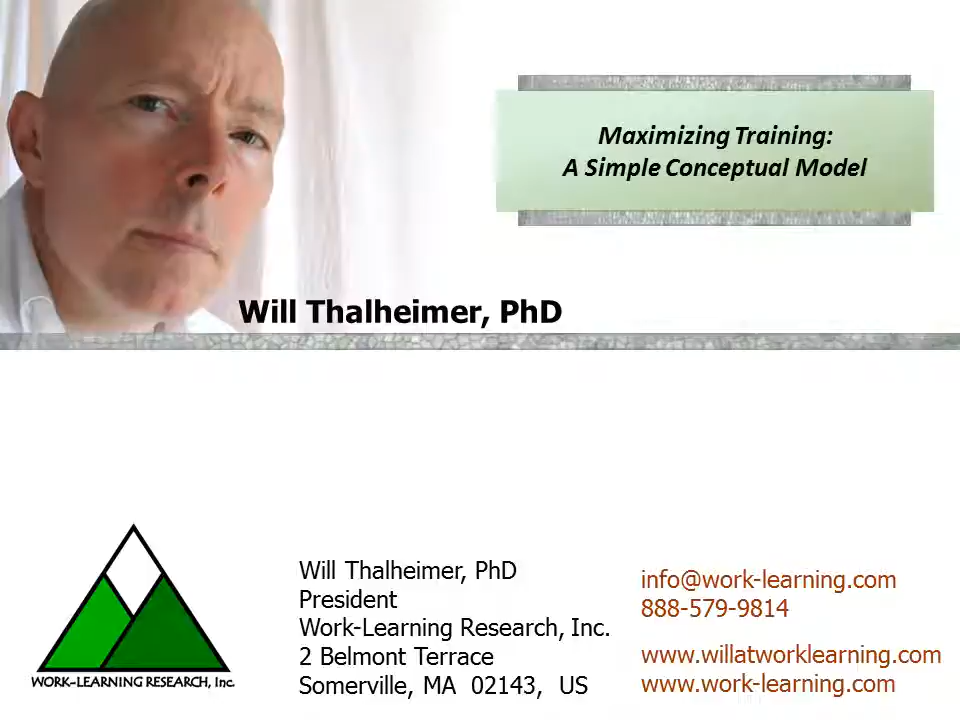 Maximizing Training:
A Simple Conceptual Model
Will Thalheimer, PhD
WORK-LEARNING RESEARCH, Inc.
Will Thalheimer, PhD
President
Work-Learning Research, Inc.
2 Belmont Terrace
Somerville, MA 02143, US
info@work-learning.com
888-579-9814
www.willatworklearning.com
www.work-learning.com